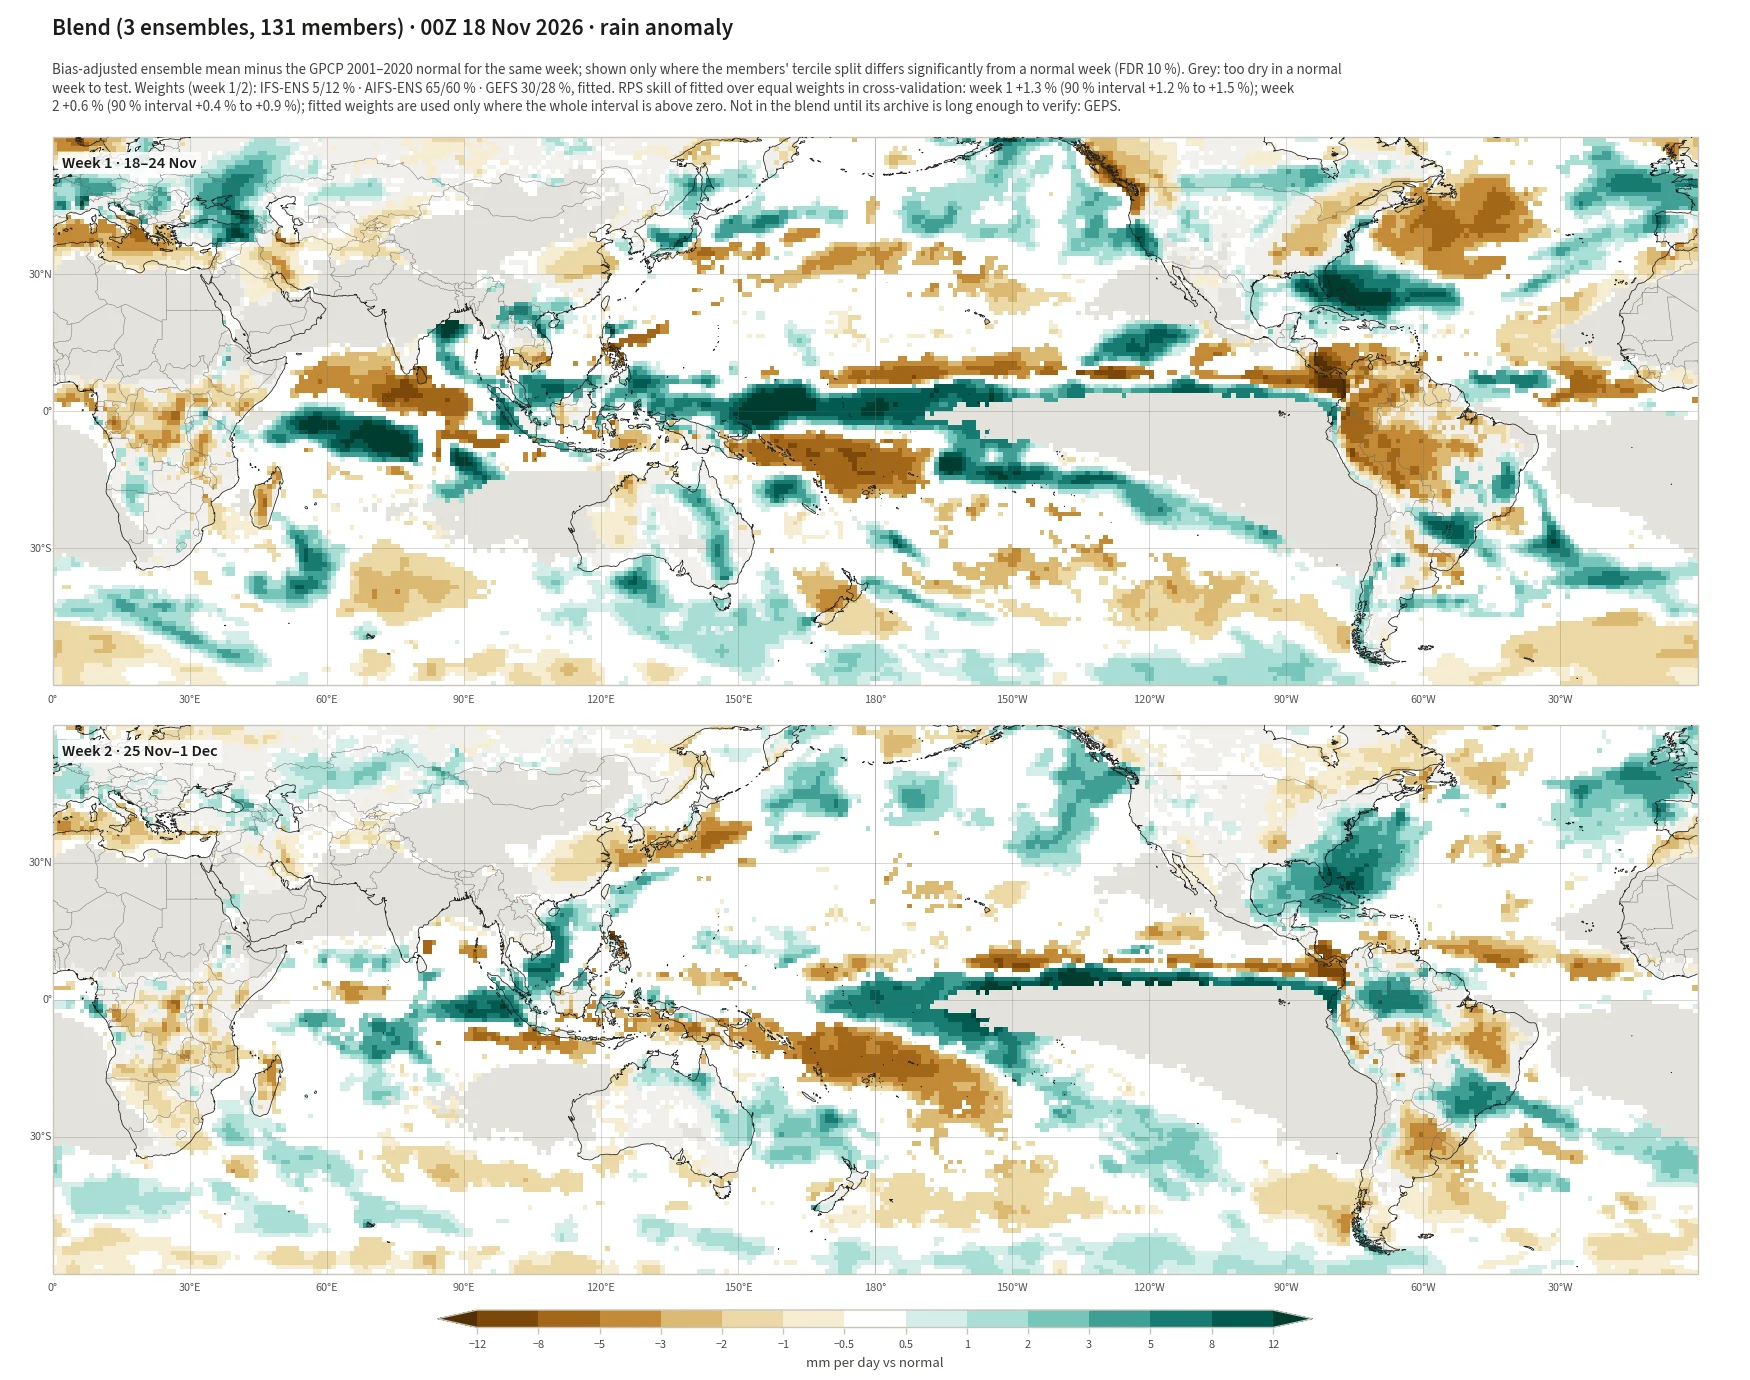 Blend (3 ensembles, 131 members) · 00Z 18 Nov 2026 · rain anomaly
Bias-adjusted ensemble mean minus the GPCP 2001–2020 normal for the same week; shown only where the members' tercile split differs significantly from a normal week (FDR 10 %). Grey: too dry in a normal
week to test. Weights (week 1/2): IFS-ENS 5/12 % · AIFS-ENS 65/60 % · GEFS 30/28 %, fitted. RPS skill of fitted over equal weights in cross-validation: week 1 +1.3 % (90 % interval +1.2 % to +1.5 %); week
2 +0.6 % (90 % interval +0.4 % to +0.9 %); fitted weights are used only where the whole interval is above zero. Not in the blend until its archive is long enough to verify: GEPS.
Week 1 · 18–24 Nov
30°N
0°
30°S
0° 30°E 60°E 90°E 120°E 150°E 180° 150°W 120°W 90°W 60°W 30°W
Week 2 · 25 Nov–1 Dec
30°N
0°
30°S
0° 30°E 60°E 90°E 120°E 150°E 180° 150°W 120°W 90°W 60°W 30°W
−12 −8 −5 −3 −2 −1 −0.5 0.5 1 2 3 5 8 12
mm per day vs normal